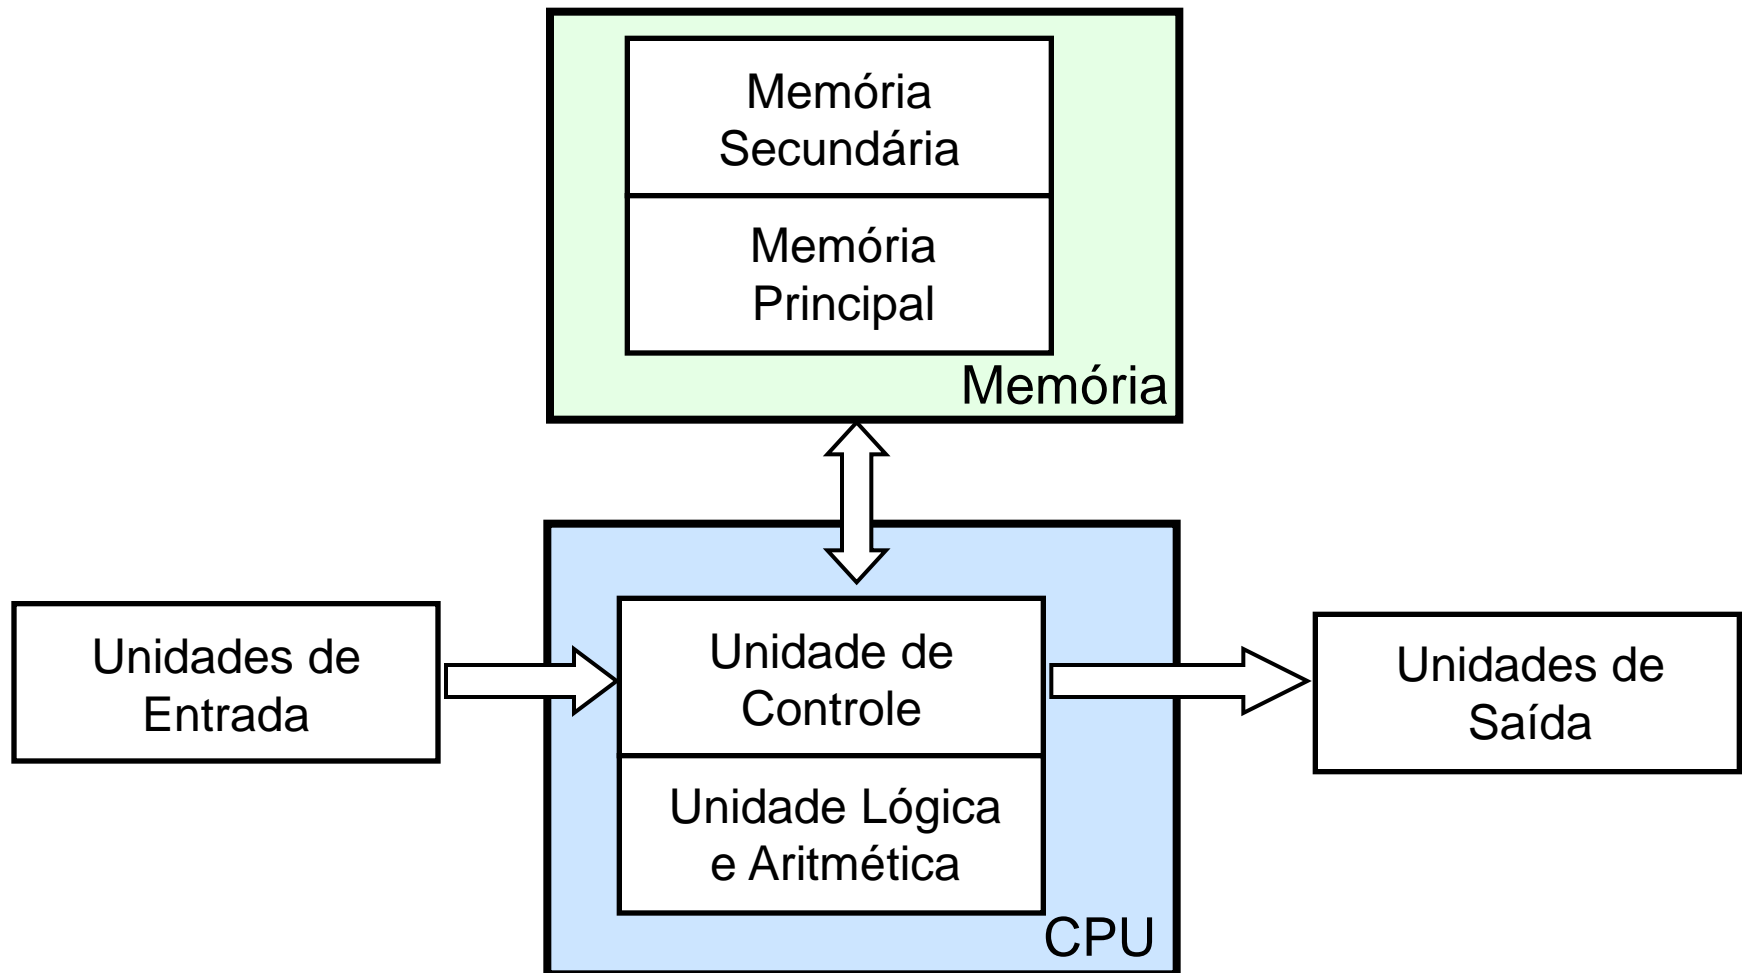 Memória
Secundária
Memória
Principal
Memória
Unidades de
Entrada
Unidade de
Controle
Unidade Lógica
e Aritmética
CPU
Unidades de
Saída